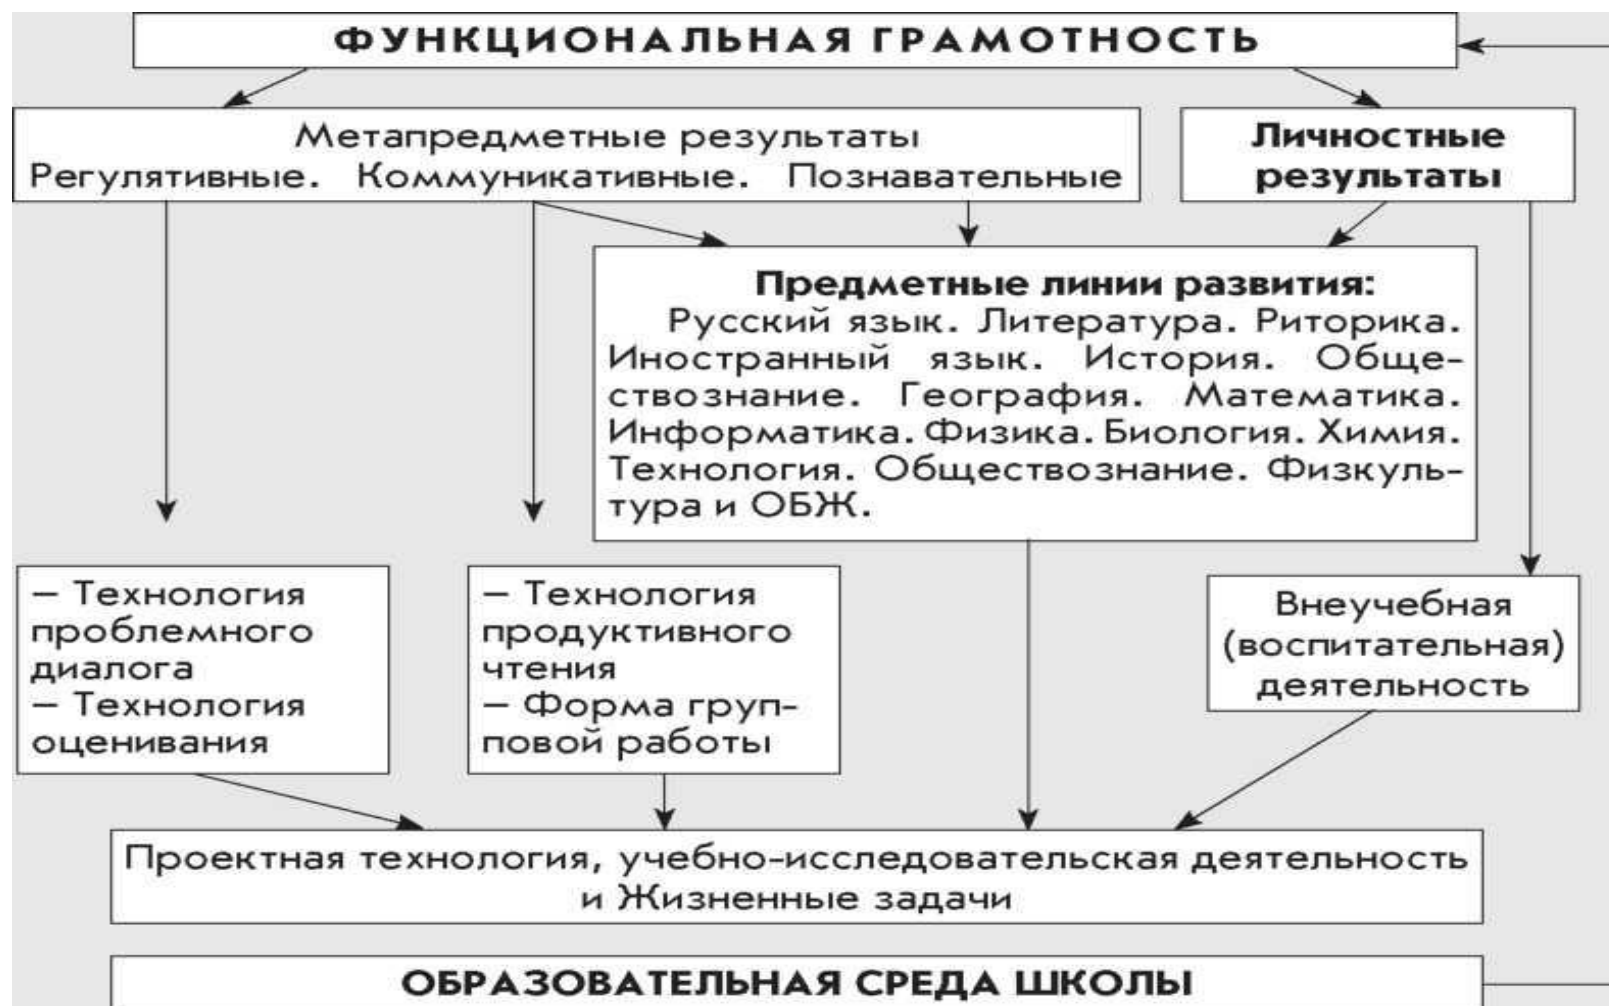 ФУНКЦИОНАЛЬНАЯ ГРАМОТНОСТЬ
Метапредметные результаты
Регулятивные. Коммуникативные. Познавательные
Личностные
результаты
Предметные линии развития:
Русский язык. Литература. Риторика.
Иностранный язык. История. Обще-
ствознание. География. Математика.
Информатика. Физика. Биология. Химия.
Технология. Обществознание. Физкуль-
тура и ОБЖ.
– Технология
проблемного
диалога
– Технология
оценивания
– Технология
продуктивного
чтения
– Форма груп-
повой работы
Внеучебная
(воспитательная)
деятельность
Проектная технология, учебно-исследовательская деятельность
и Жизненные задачи
ОБРАЗОВАТЕЛЬНАЯ СРЕДА ШКОЛЫ